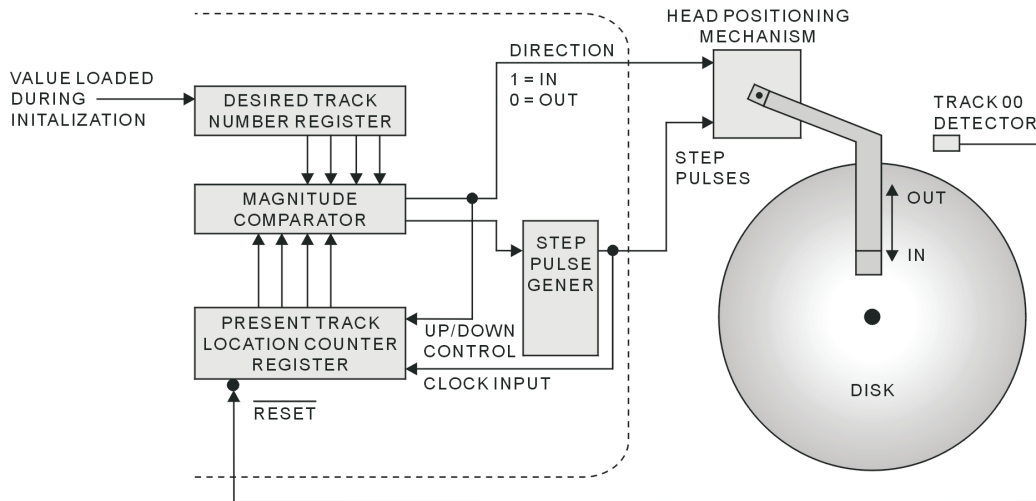 HEAD POSITIONING
MECHANISM
DIRECTION
1 = IN
0 = OUT
VALUE LOADED
DURING
INITALIZATION
DESIRED TRACK
NUMBER REGISTER
TRACK 00
DETECTOR
STEP
PULSES
MAGNITUDE
COMPARATOR
OUT
IN
STEP
PULSE
GENER
PRESENT TRACK
LOCATION COUNTER
REGISTER
UP/DOWN
CONTROL
CLOCK INPUT
DISK
RESET